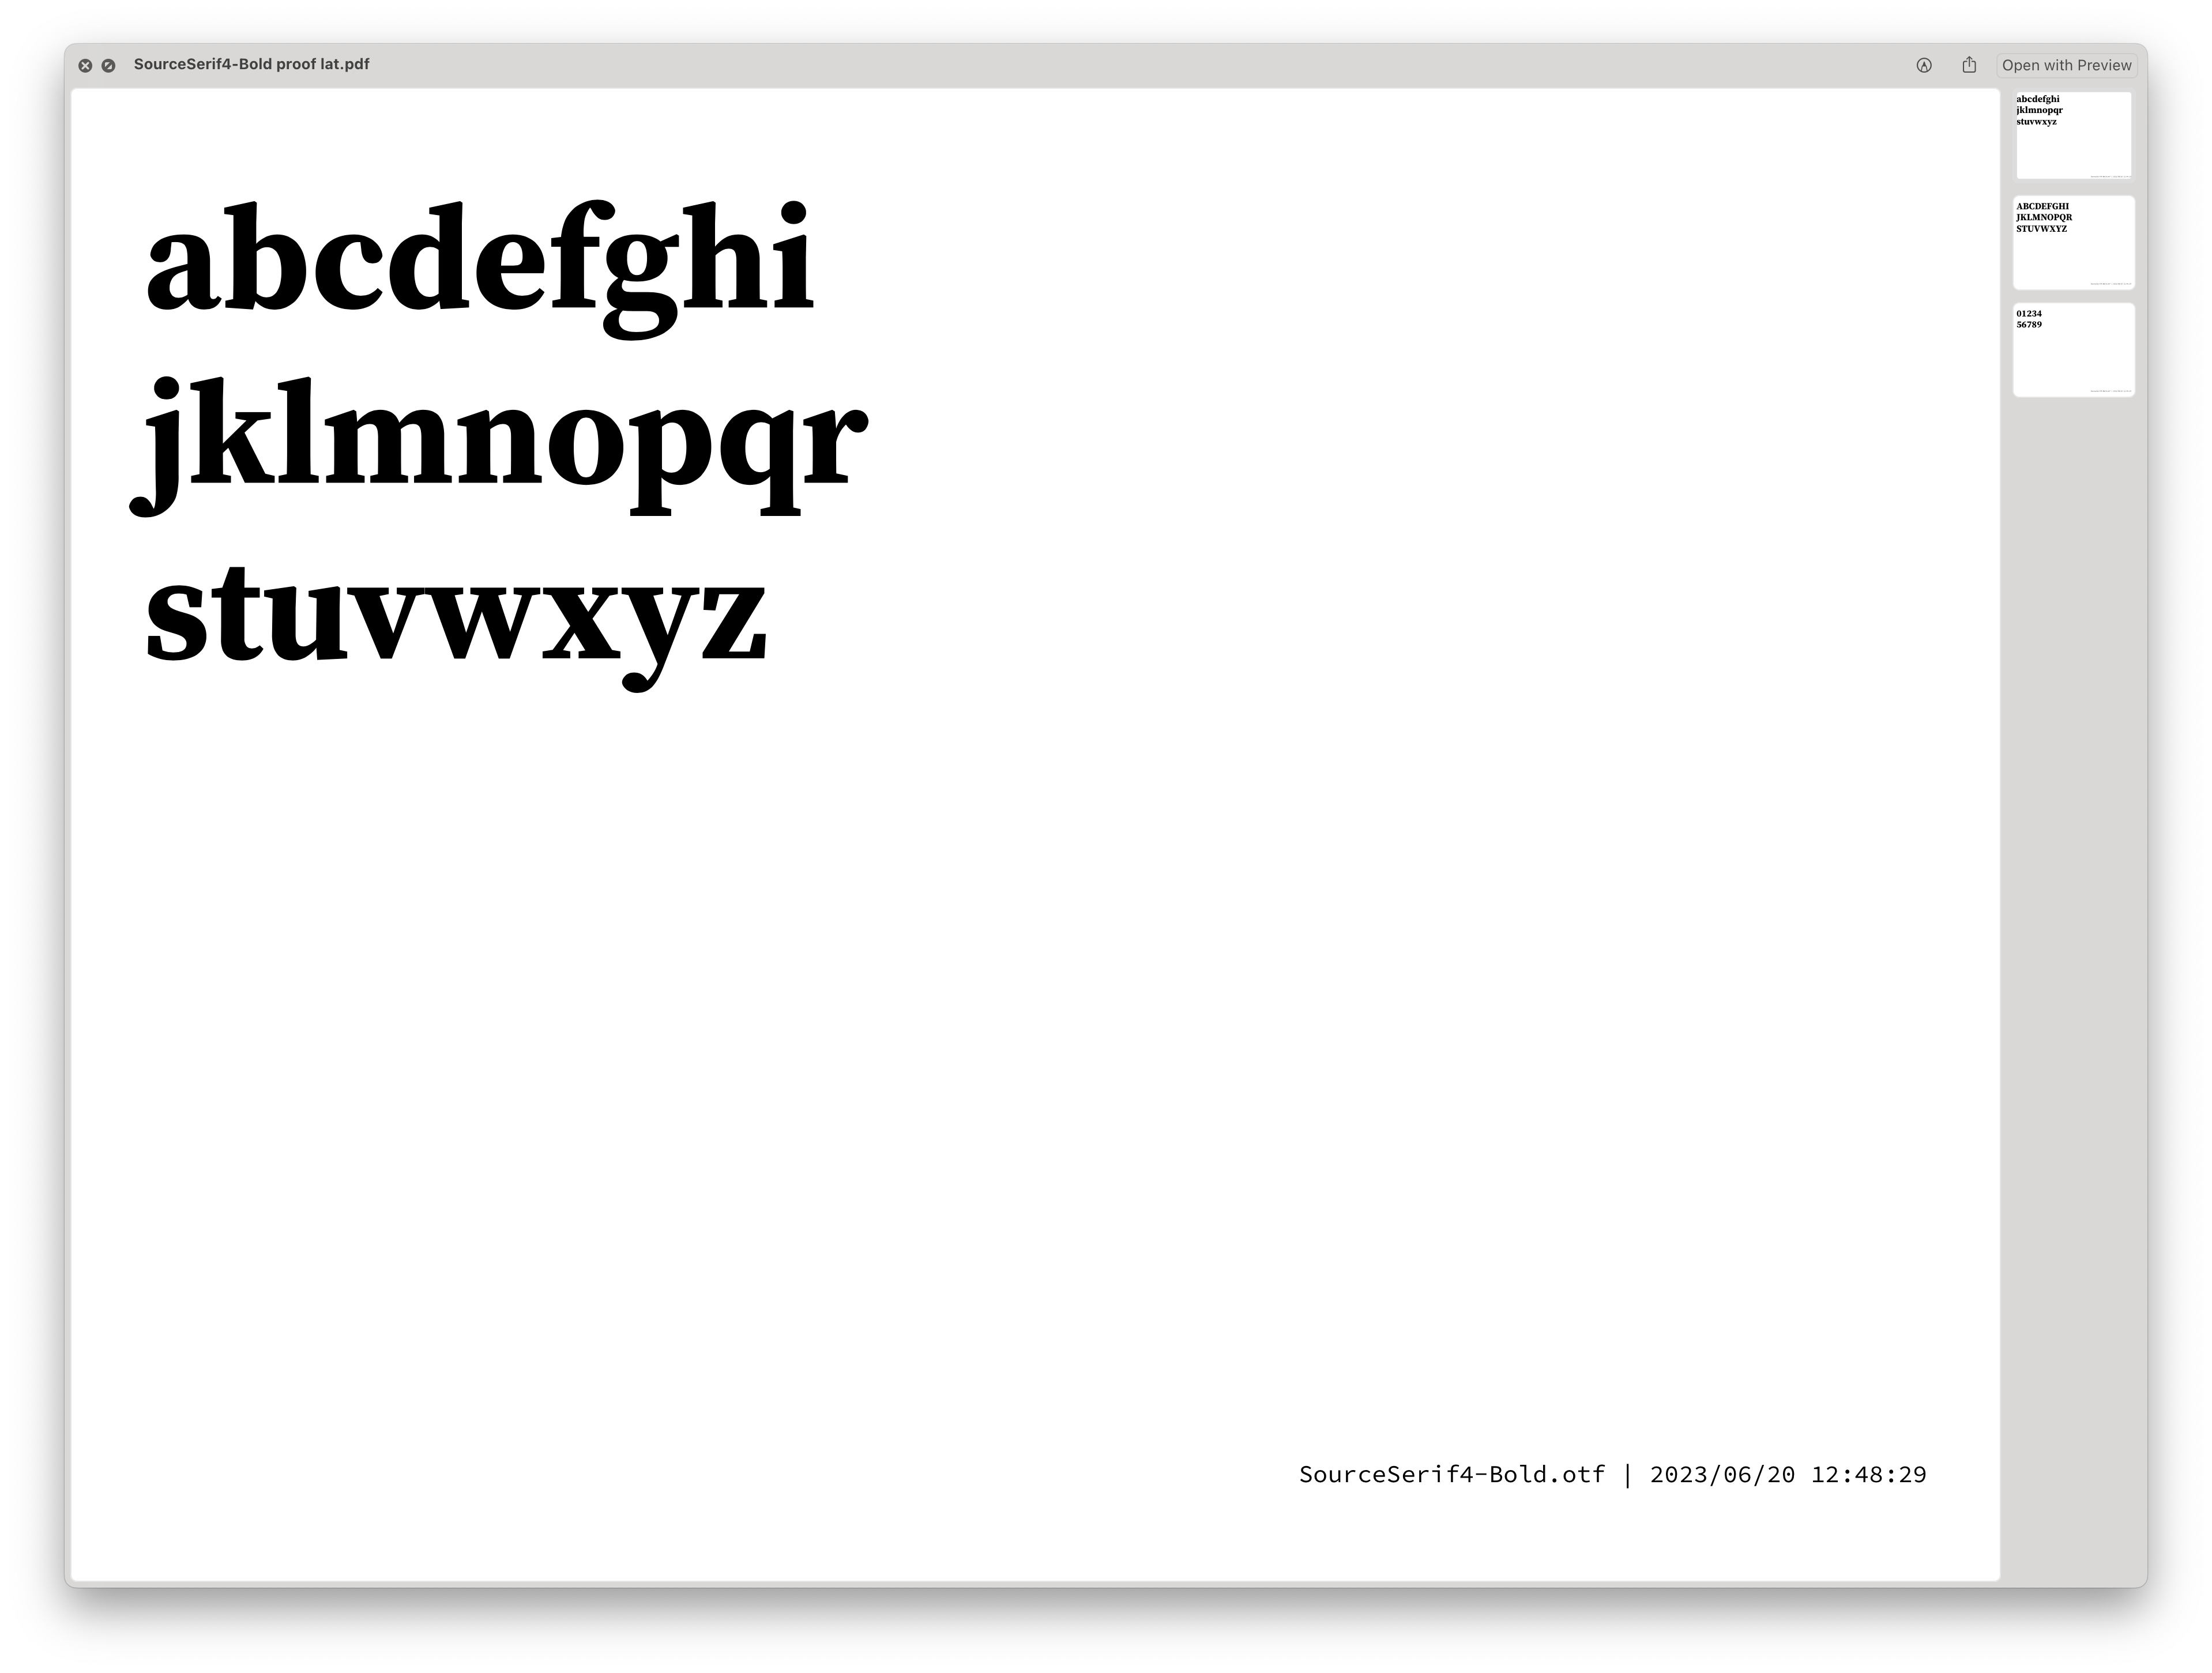 SourceSerif4-Bold proof lat.pdf
Open with Preview
abcdefghi
jklmnopqr
stuvwxyz
SourceSerif4-Bold.otf | 2023/06/20 12:48:29
abcdefghi
jklmnopqr
stuvwxyz
ABCDEFGHI
JKLMNOPQR
STUVWXYZ
01234
56789